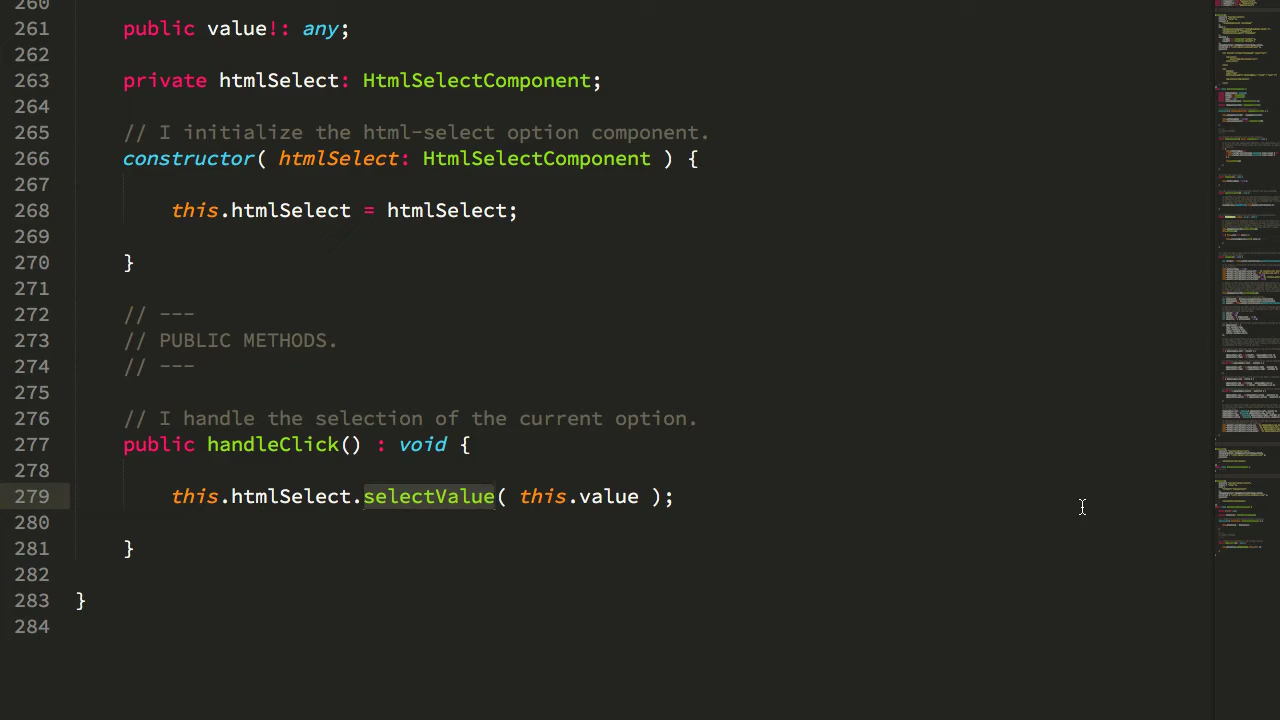 260
261 public value!: any;
262
263 private htmlSelect: HtmlSelectComponent;
264
265 // I initialize the html-select option component.
266 constructor( htmlSelect: HtmlSelectComponent ) {
267
268 this.htmlSelect = htmlSelect;
269
270 }
271
272 // ---
273 // PUBLIC METHODS.
274 // ---
275
276 // I handle the selection of the current option.
277 public handleClick() : void {
278
279 this.htmlSelect.selectValue( this.value );
280
281 }
282
283 }
284